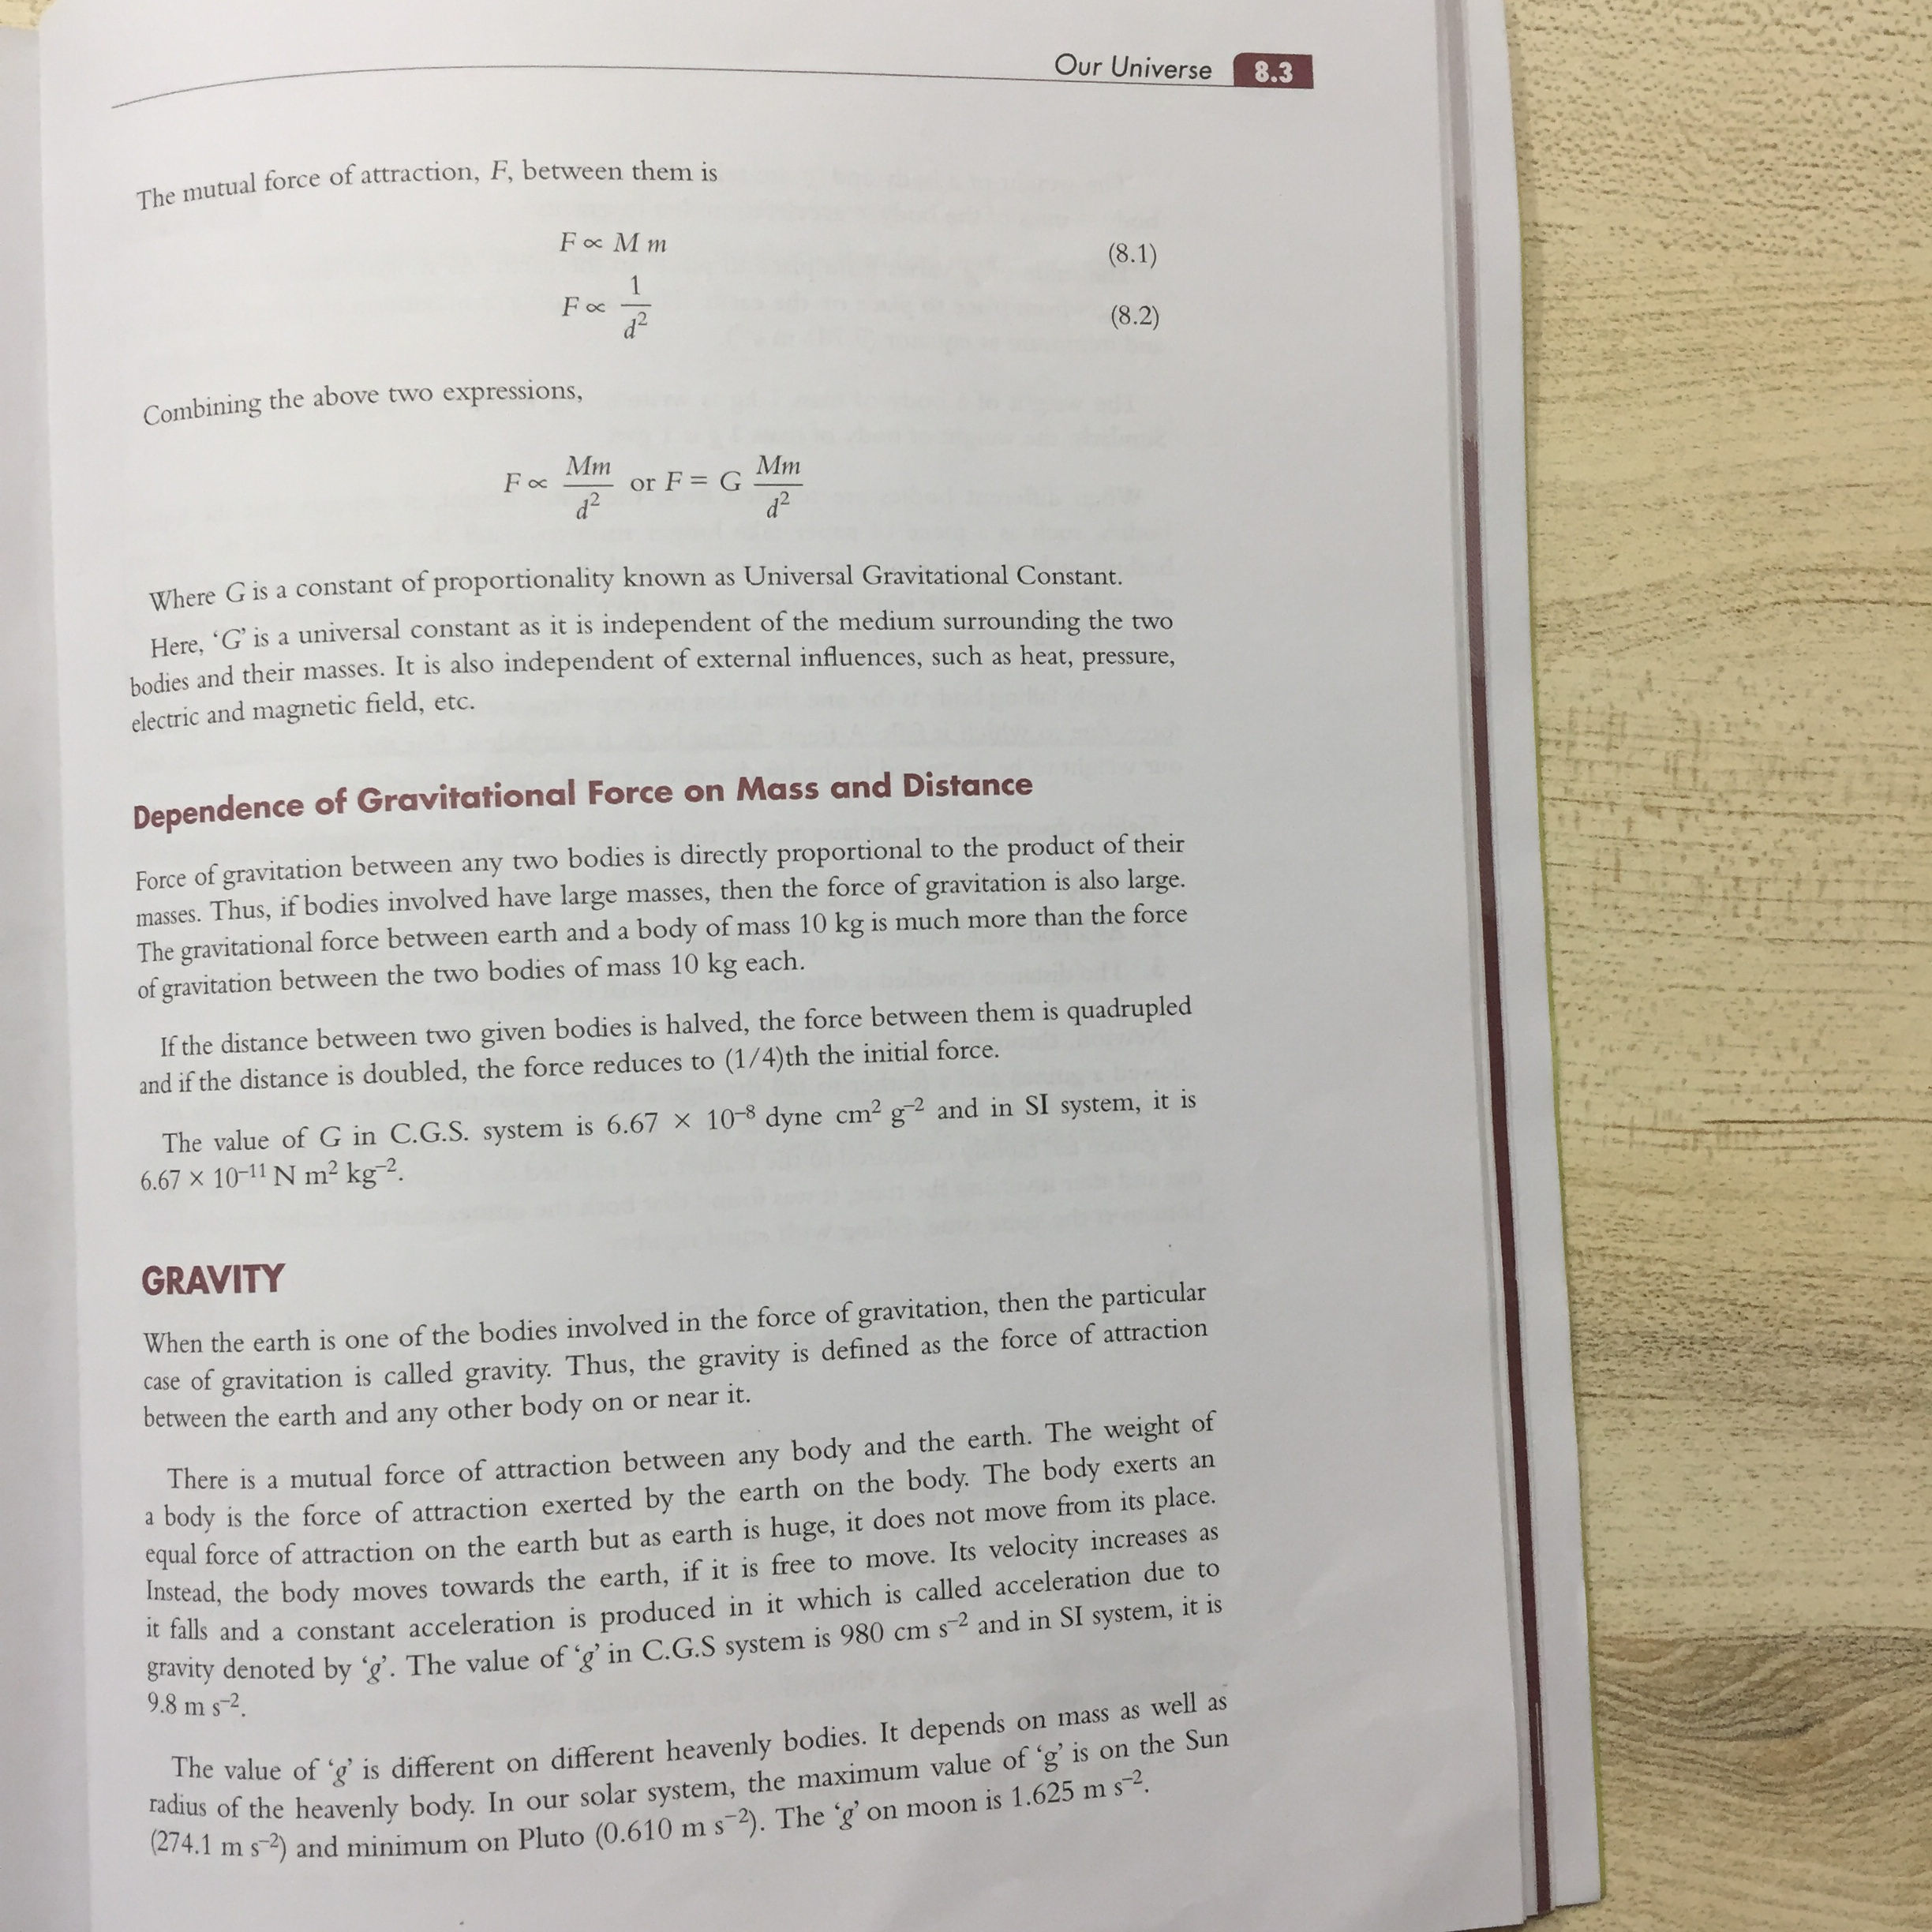 Our Universe 8.3
The mutual force of attraction, F, between them is
F ∝ M m (8.1)
F ∝ 1/d² (8.2)
Combining the above two expressions,
F ∝ Mm/d² or F = G Mm/d²
Where G is a constant of proportionality known as Universal Gravitational Constant.
Here, 'G' is a universal constant as it is independent of the medium surrounding the two
bodies and their masses. It is also independent of external influences, such as heat, pressure,
electric and magnetic field, etc.
Dependence of Gravitational Force on Mass and Distance
Force of gravitation between any two bodies is directly proportional to the product of their
masses. Thus, if bodies involved have large masses, then the force of gravitation is also large.
The gravitational force between earth and a body of mass 10 kg is much more than the force
of gravitation between the two bodies of mass 10 kg each.
If the distance between two given bodies is halved, the force between them is quadrupled
and if the distance is doubled, the force reduces to (1/4)th the initial force.
The value of G in C.G.S. system is 6.67 × 10⁻⁸ dyne cm² g⁻² and in SI system, it is
6.67 × 10⁻¹¹ N m² kg⁻².
GRAVITY
When the earth is one of the bodies involved in the force of gravitation, then the particular
case of gravitation is called gravity. Thus, the gravity is defined as the force of attraction
between the earth and any other body on or near it.
There is a mutual force of attraction between any body and the earth. The weight of
a body is the force of attraction exerted by the earth on the body. The body exerts an
equal force of attraction on the earth but as earth is huge, it does not move from its place.
Instead, the body moves towards the earth, if it is free to move. Its velocity increases as
it falls and a constant acceleration is produced in it which is called acceleration due to
gravity denoted by 'g'. The value of 'g' in C.G.S system is 980 cm s⁻² and in SI system, it is
9.8 m s⁻².
The value of 'g' is different on different heavenly bodies. It depends on mass as well as
radius of the heavenly body. In our solar system, the maximum value of 'g' is on the Sun
(274.1 m s⁻²) and minimum on Pluto (0.610 m s⁻²). The 'g' on moon is 1.625 m s⁻².